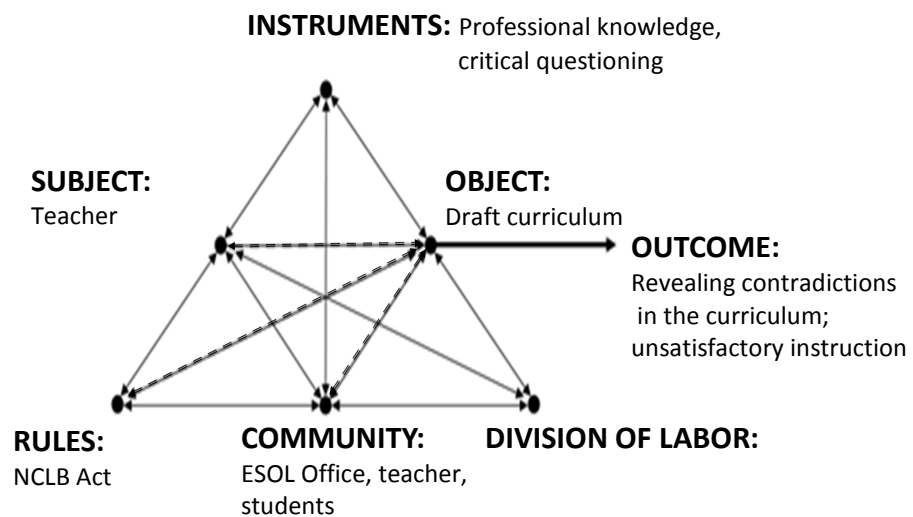 INSTRUMENTS: Professional knowledge,
critical questioning
SUBJECT:
Teacher
OBJECT:
Draft curriculum
OUTCOME:
Revealing contradictions
in the curriculum;
unsatisfactory instruction
RULES:
NCLB Act
COMMUNITY:
ESOL Office, teacher,
students
DIVISION OF LABOR: